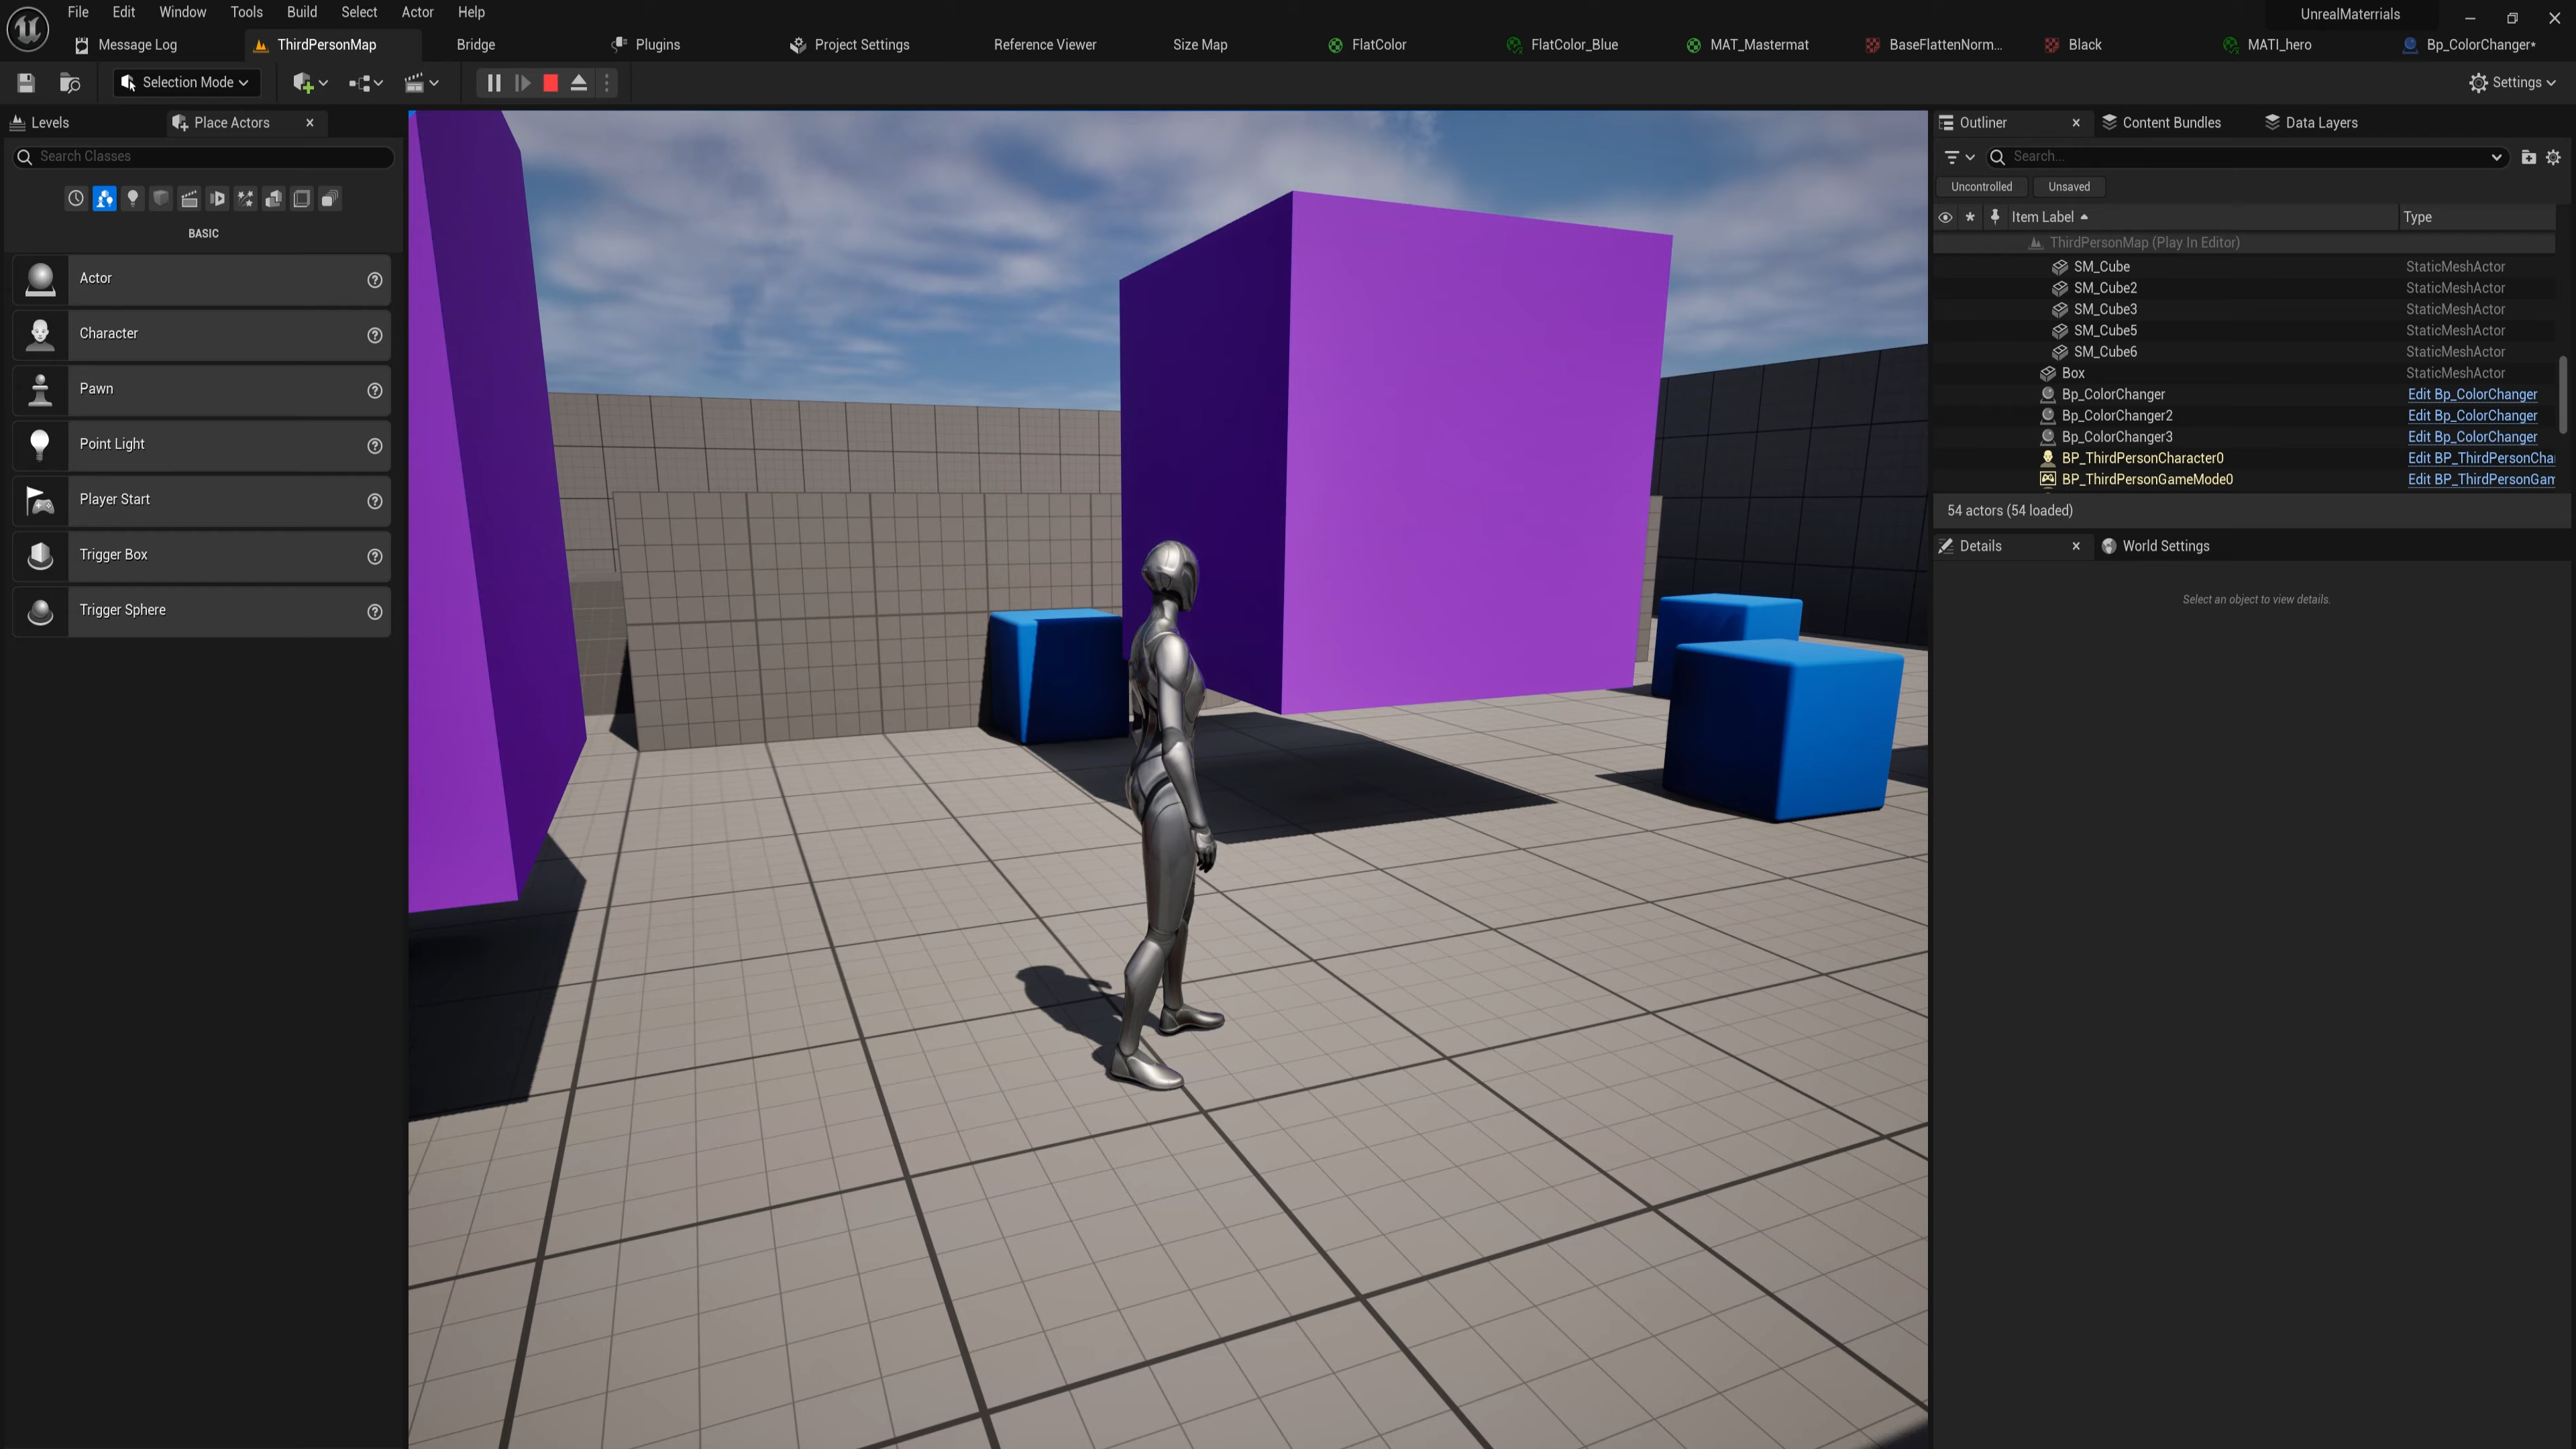 File Edit Window Tools Build Select Actor Help
UnrealMaterrials
Message Log
ThirdPersonMap
Bridge
Plugins
Project Settings
Reference Viewer
Size Map
FlatColor
FlatColor_Blue
MAT_Mastermat
BaseFlattenNorm...
Black
MATI_hero
Bp_ColorChanger*
Selection Mode
Settings
Levels
Place Actors
Search Classes
BASIC
Actor
Character
Pawn
Point Light
Player Start
Trigger Box
Trigger Sphere
Outliner
Content Bundles
Data Layers
Search...
Uncontrolled
Unsaved
Item Label
Type
ThirdPersonMap (Play In Editor)
SM_Cube StaticMeshActor
SM_Cube2 StaticMeshActor
SM_Cube3 StaticMeshActor
SM_Cube5 StaticMeshActor
SM_Cube6 StaticMeshActor
Box StaticMeshActor
Bp_ColorChanger Edit Bp_ColorChanger
Bp_ColorChanger2 Edit Bp_ColorChanger
Bp_ColorChanger3 Edit Bp_ColorChanger
BP_ThirdPersonCharacter0 Edit BP_ThirdPersonCha
BP_ThirdPersonGameMode0 Edit BP_ThirdPersonGam
54 actors (54 loaded)
Details
World Settings
Select an object to view details.